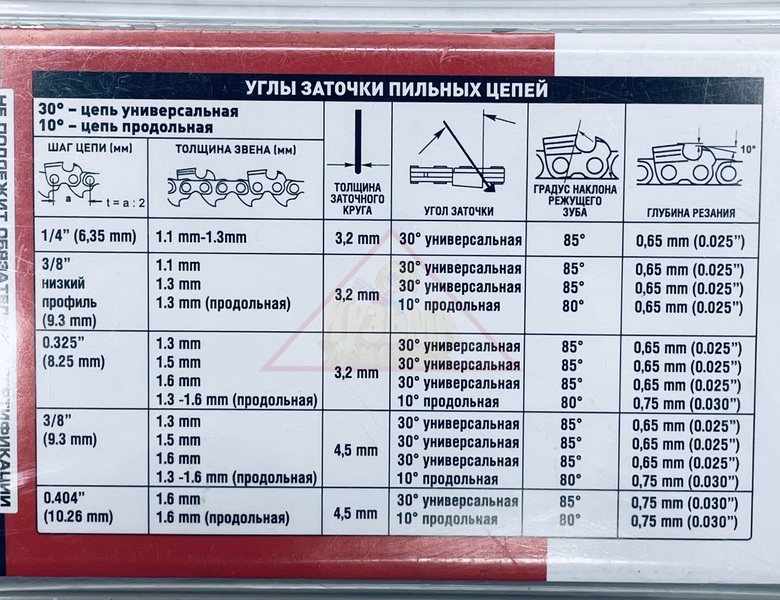 УГЛЫ ЗАТОЧКИ ПИЛЬНЫХ ЦЕПЕЙ
30° – цепь универсальная
10° – цепь продольная
ШАГ ЦЕПИ (мм)
a
t = a : 2
ТОЛЩИНА ЗВЕНА (мм)
ТОЛЩИНА
ЗАТОЧНОГО
КРУГА
УГОЛ ЗАТОЧКИ
ГРАДУС НАКЛОНА
РЕЖУЩЕГО
ЗУБА
10°
ГЛУБИНА РЕЗАНИЯ
1/4” (6,35 mm) 1.1 mm-1.3mm 3,2 mm 30° универсальная 85° 0,65 mm (0.025”)
3/8”
низкий
профиль
(9.3 mm)
1.1 mm
1.3 mm
1.3 mm (продольная)
3,2 mm
30° универсальная 85° 0,65 mm (0.025”)
30° универсальная 85° 0,65 mm (0.025”)
10° продольная 80° 0,65 mm (0.025”)
0.325”
(8.25 mm)
1.3 mm
1.5 mm
1.6 mm
1.3 -1.6 mm (продольная)
3,2 mm
30° универсальная 85° 0,65 mm (0.025”)
30° универсальная 85° 0,65 mm (0.025”)
30° универсальная 85° 0,65 mm (0.025”)
10° продольная 80° 0,75 mm (0.030”)
3/8”
(9.3 mm)
1.3 mm
1.5 mm
1.6 mm
1.3 -1.6 mm (продольная)
4,5 mm
30° универсальная 85° 0,65 mm (0.025”)
30° универсальная 85° 0,65 mm (0.025”)
30° универсальная 85° 0,65 mm (0.025”)
10° продольная 80° 0,75 mm (0.030”)
0.404”
(10.26 mm)
1.6 mm
1.6 mm (продольная)
4,5 mm
30° универсальная 85° 0,75 mm (0.030”)
10° продольная 80° 0,75 mm (0.030”)
НЕ ПОДЛЕЖИТ